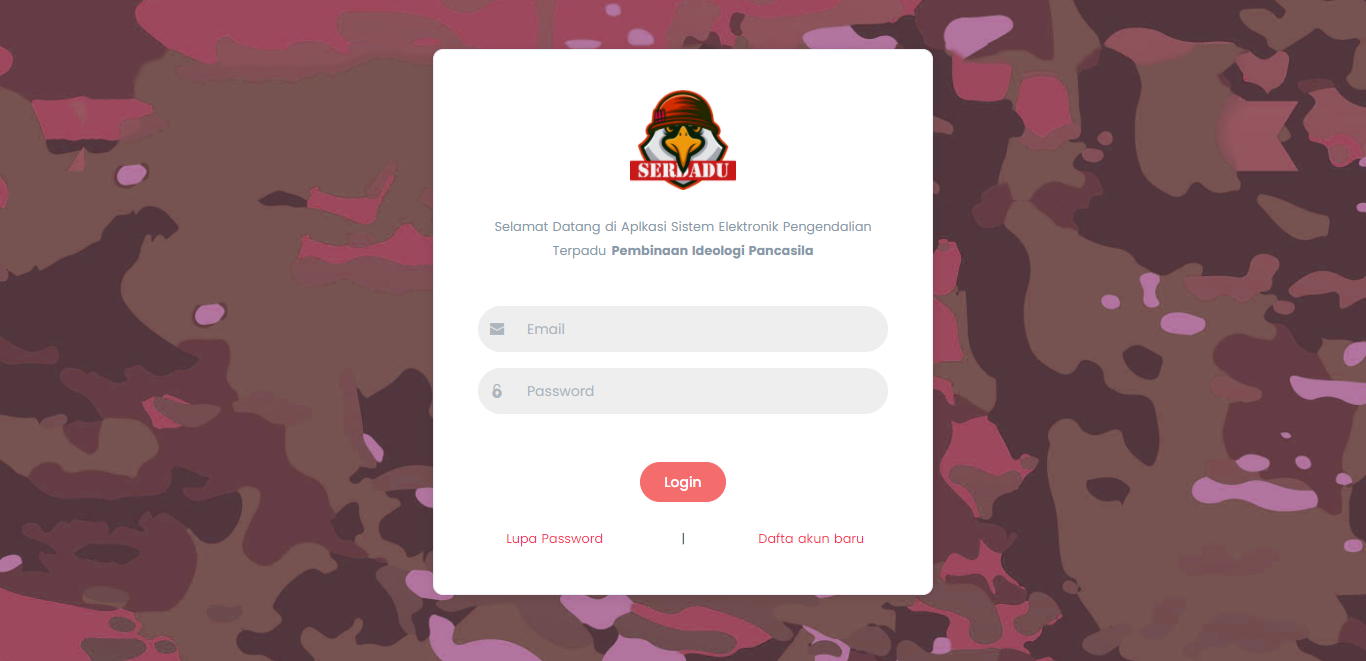 SERDADU
Selamat Datang di Aplkasi Sistem Elektronik Pengendalian
Terpadu Pembinaan Ideologi Pancasila
Email
Password
Login
Lupa Password | Dafta akun baru